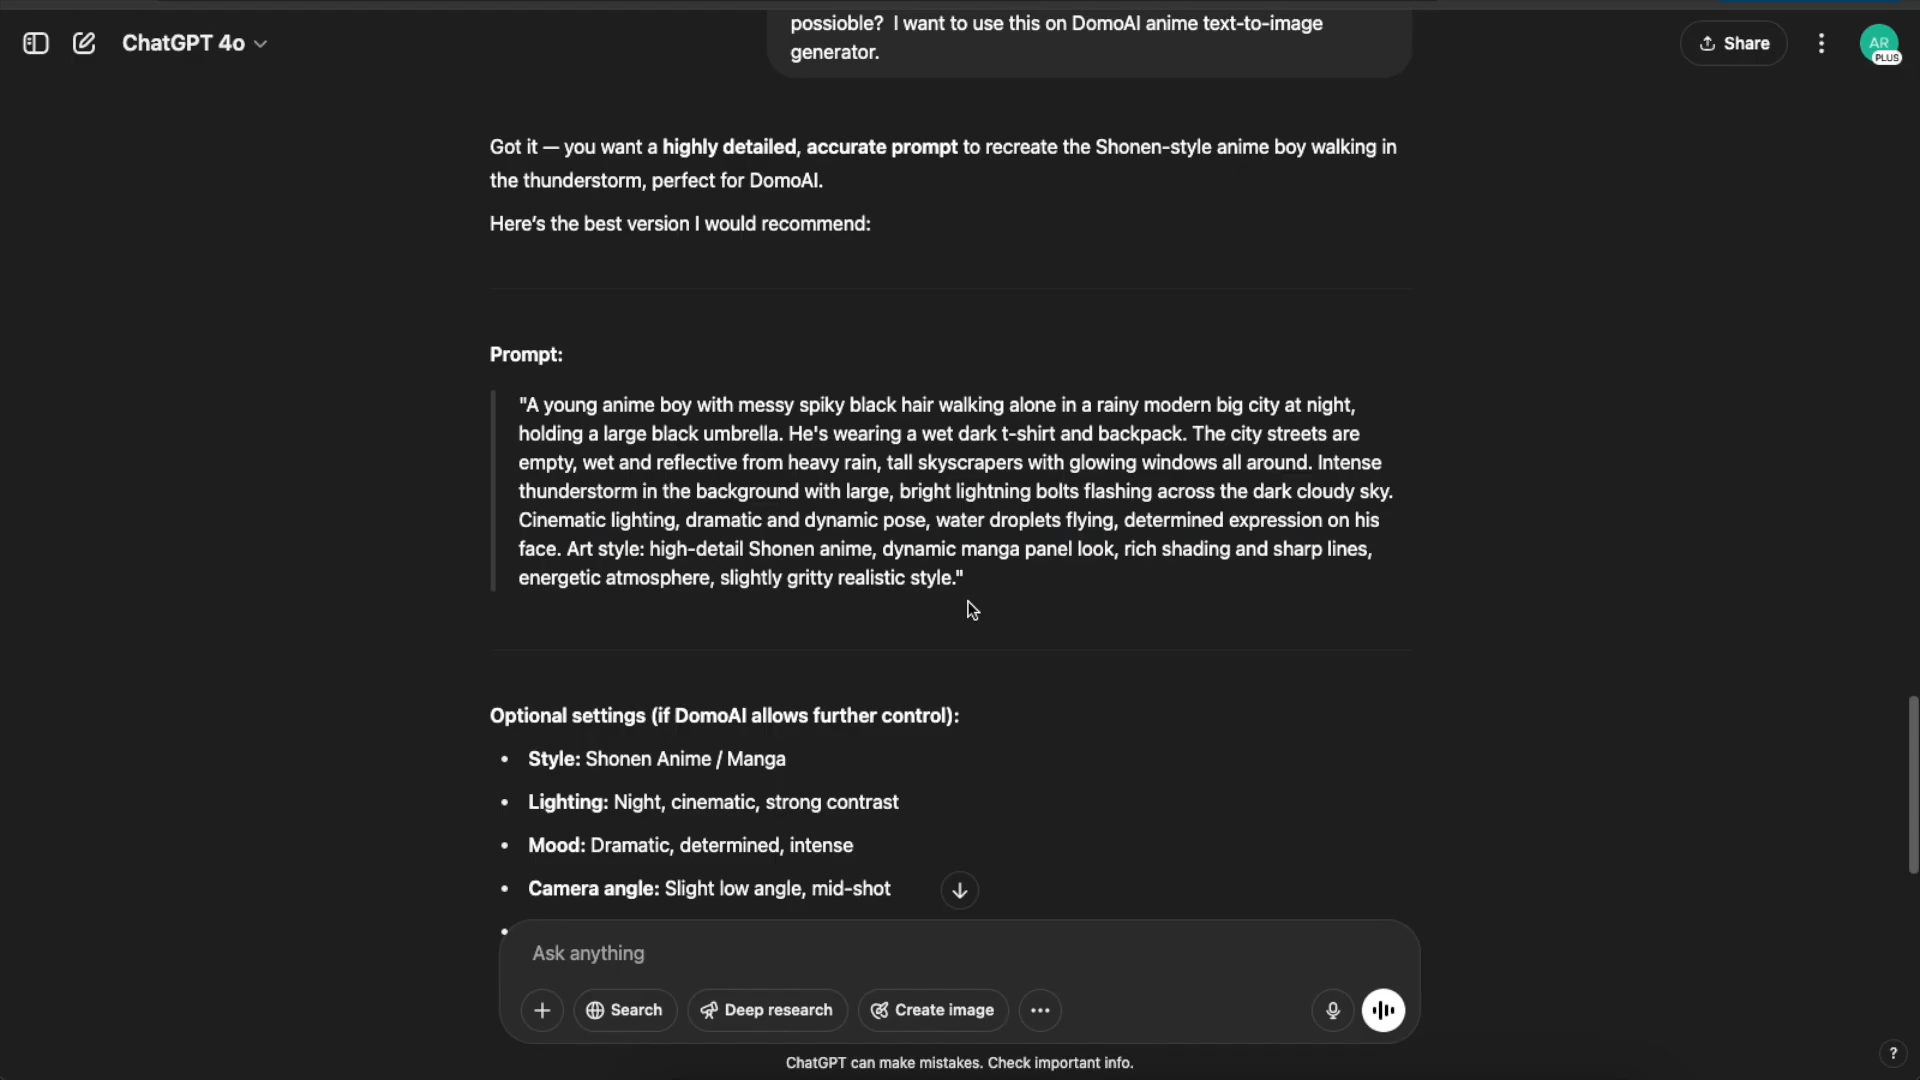 possioble?  I want to use this on DomoAI anime text-to-image
generator.
ChatGPT 4o
Share
AR
PLUS
Got it — you want a highly detailed, accurate prompt to recreate the Shonen-style anime boy walking in
the thunderstorm, perfect for DomoAI.
Here’s the best version I would recommend:
Prompt:
"A young anime boy with messy spiky black hair walking alone in a rainy modern big city at night,
holding a large black umbrella. He's wearing a wet dark t-shirt and backpack. The city streets are
empty, wet and reflective from heavy rain, tall skyscrapers with glowing windows all around. Intense
thunderstorm in the background with large, bright lightning bolts flashing across the dark cloudy sky.
Cinematic lighting, dramatic and dynamic pose, water droplets flying, determined expression on his
face. Art style: high-detail Shonen anime, dynamic manga panel look, rich shading and sharp lines,
energetic atmosphere, slightly gritty realistic style."
Optional settings (if DomoAI allows further control):
• Style: Shonen Anime / Manga
• Lighting: Night, cinematic, strong contrast
• Mood: Dramatic, determined, intense
• Camera angle: Slight low angle, mid-shot
•
Ask anything
Search
Deep research
Create image
ChatGPT can make mistakes. Check important info.
?